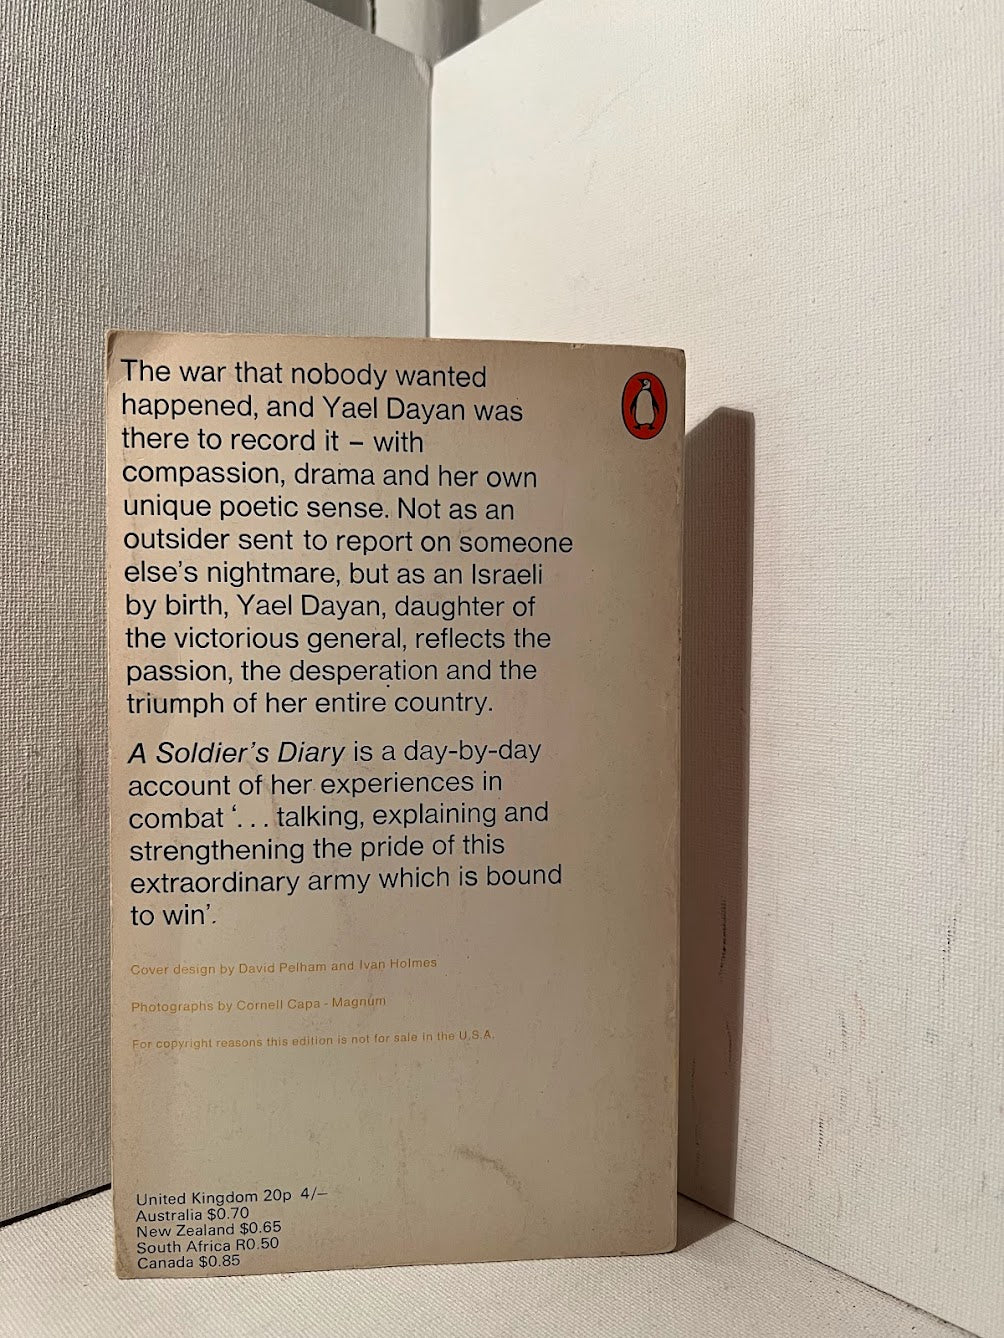 The war that nobody wanted
happened, and Yael Dayan was
there to record it – with
compassion, drama and her own
unique poetic sense. Not as an
outsider sent to report on someone
else's nightmare, but as an Israeli
by birth, Yael Dayan, daughter of
the victorious general, reflects the
passion, the desperation and the
triumph of her entire country.
A Soldier's Diary is a day-by-day
account of her experiences in
combat ‘. . . talking, explaining and
strengthening the pride of this
extraordinary army which is bound
to win’.
Cover design by David Pelham and Ivan Holmes
Photographs by Cornell Capa - Magnum
For copyright reasons this edition is not for sale in the U.S.A.
United Kingdom 20p 4/–
Australia $0.70
New Zealand $0.65
South Africa R0.50
Canada $0.85